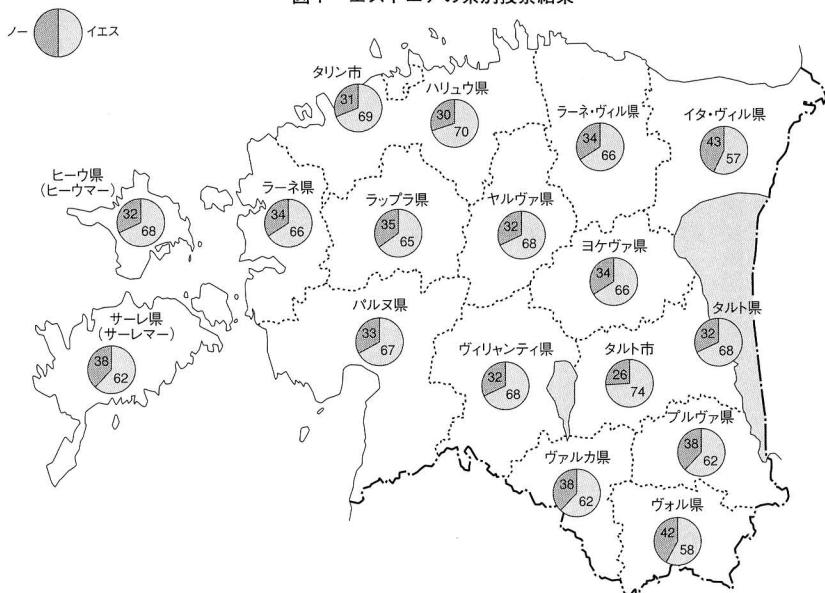 ノー イエス
タリン市
31 69
ハリュウ県
30 70
ラーネ・ヴィル県
34 66
イタ・ヴィル県
43 57
ヒーウ県
(ヒーウマー)
32 68
ラーネ県
34 66
ラップラ県
35 65
ヤルヴァ県
32 68
ヨケヴァ県
34 66
サーレ県
(サーレマー)
38 62
パルヌ県
33 67
ヴィリャンティ県
32 68
タルト市
26 74
タルト県
32 68
プルヴァ県
38 62
ヴァルカ県
38 62
ヴォル県
42 58